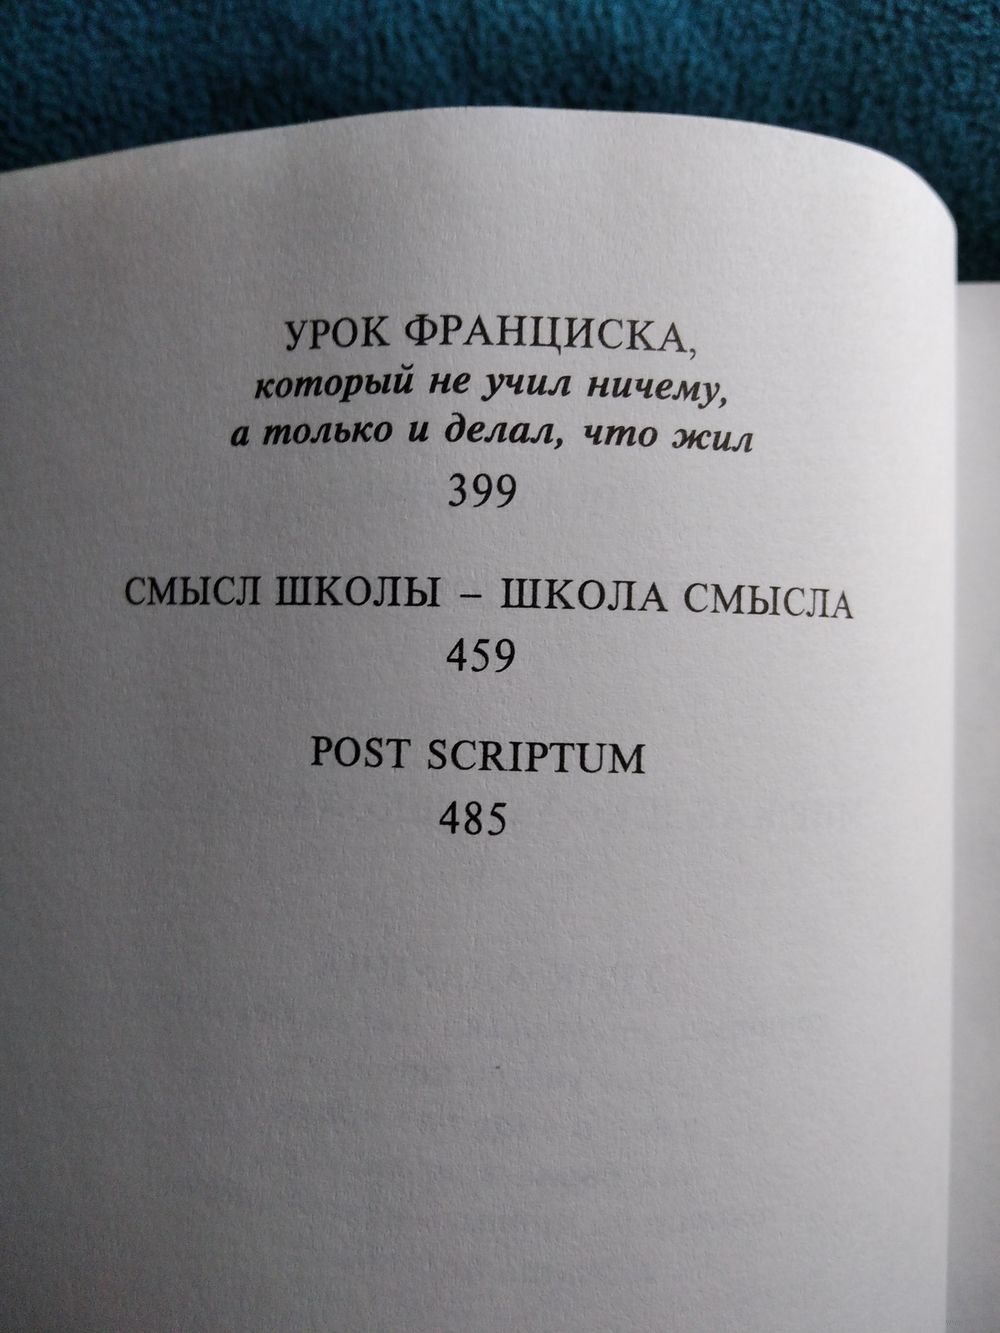 УРОК ФРАНЦИСКА,
который не учил ничему,
а только и делал, что жил
399
СМЫСЛ ШКОЛЫ – ШКОЛА СМЫСЛА
459
POST SCRIPTUM
485